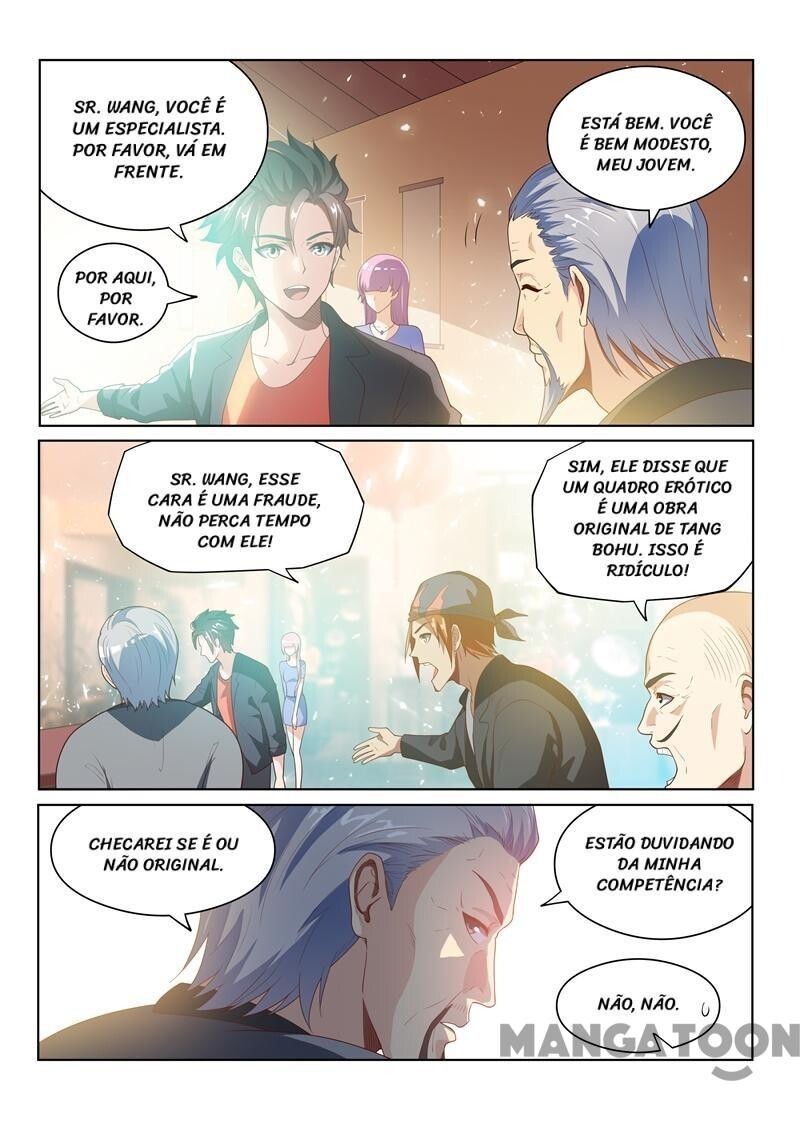 SR. WANG, VOCÊ É
UM ESPECIALISTA.
POR FAVOR, VÁ EM
FRENTE.
ESTÁ BEM. VOCÊ
É BEM MODESTO,
MEU JOVEM.
POR AQUI,
POR
FAVOR.
SR. WANG, ESSE
CARA É UMA FRAUDE,
NÃO PERCA TEMPO
COM ELE!
SIM, ELE DISSE QUE
UM QUADRO ERÓTICO
É UMA OBRA
ORIGINAL DE TANG
BOHU. ISSO É
RIDÍCULO!
CHECAREI SE É OU
NÃO ORIGINAL.
ESTÃO DUVIDANDO
DA MINHA
COMPETÊNCIA?
NÃO, NÃO.
MANGATOON